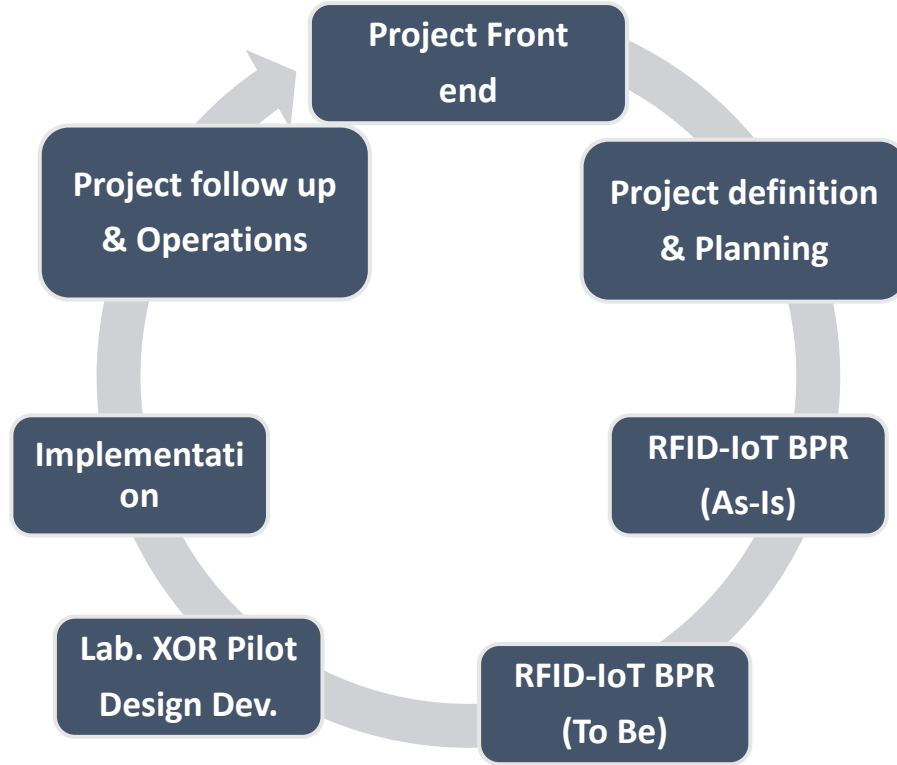 Project Front
end
Project definition
& Planning
RFID-IoT BPR
(As-Is)
RFID-IoT BPR
(To Be)
Lab. XOR Pilot
Design Dev.
Implementati
on
Project follow up
& Operations